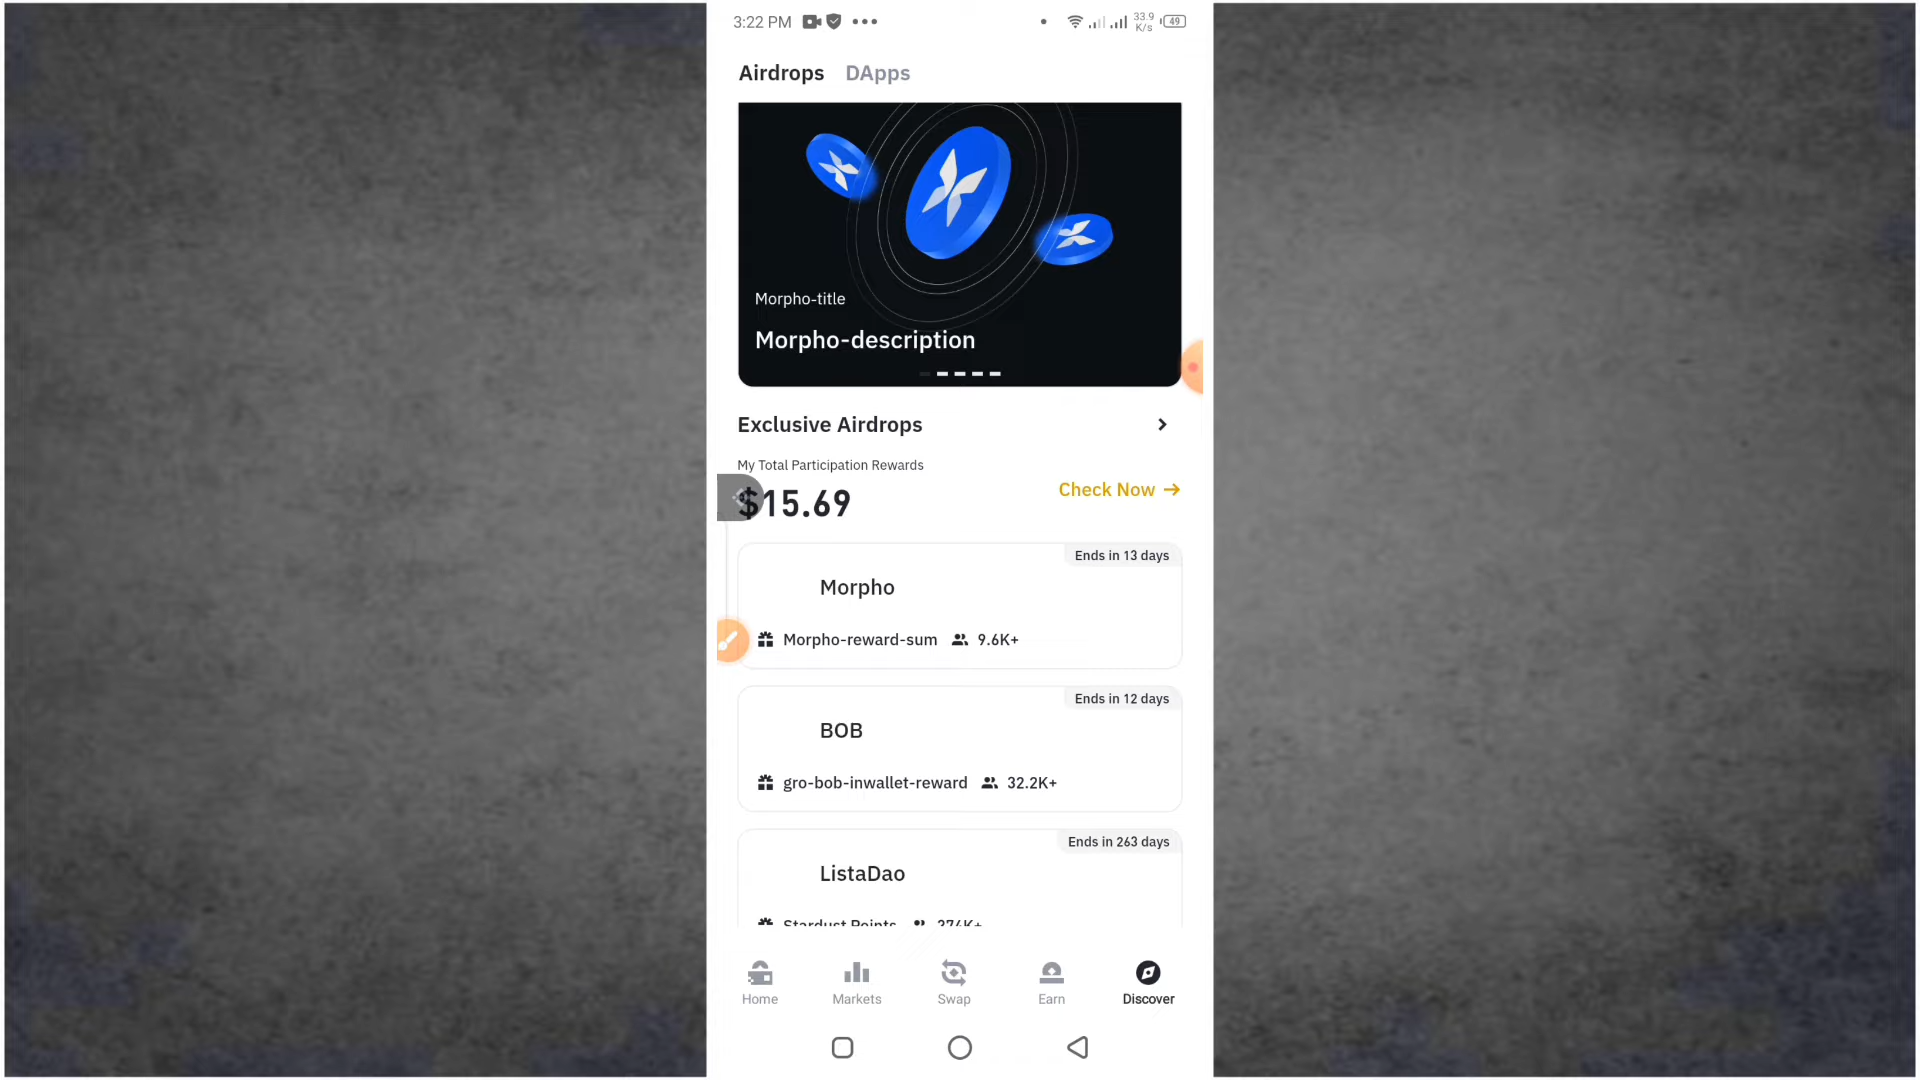 3:22 PM
33.9
K/s
49
Airdrops DApps
Morpho-title
Morpho-description
Exclusive Airdrops
My Total Participation Rewards
$15.69
Check Now →
Ends in 13 days
Morpho
Morpho-reward-sum 9.6K+
Ends in 12 days
BOB
gro-bob-inwallet-reward 32.2K+
Ends in 263 days
ListaDao
Stardust Points
Home Markets Swap Earn Discover